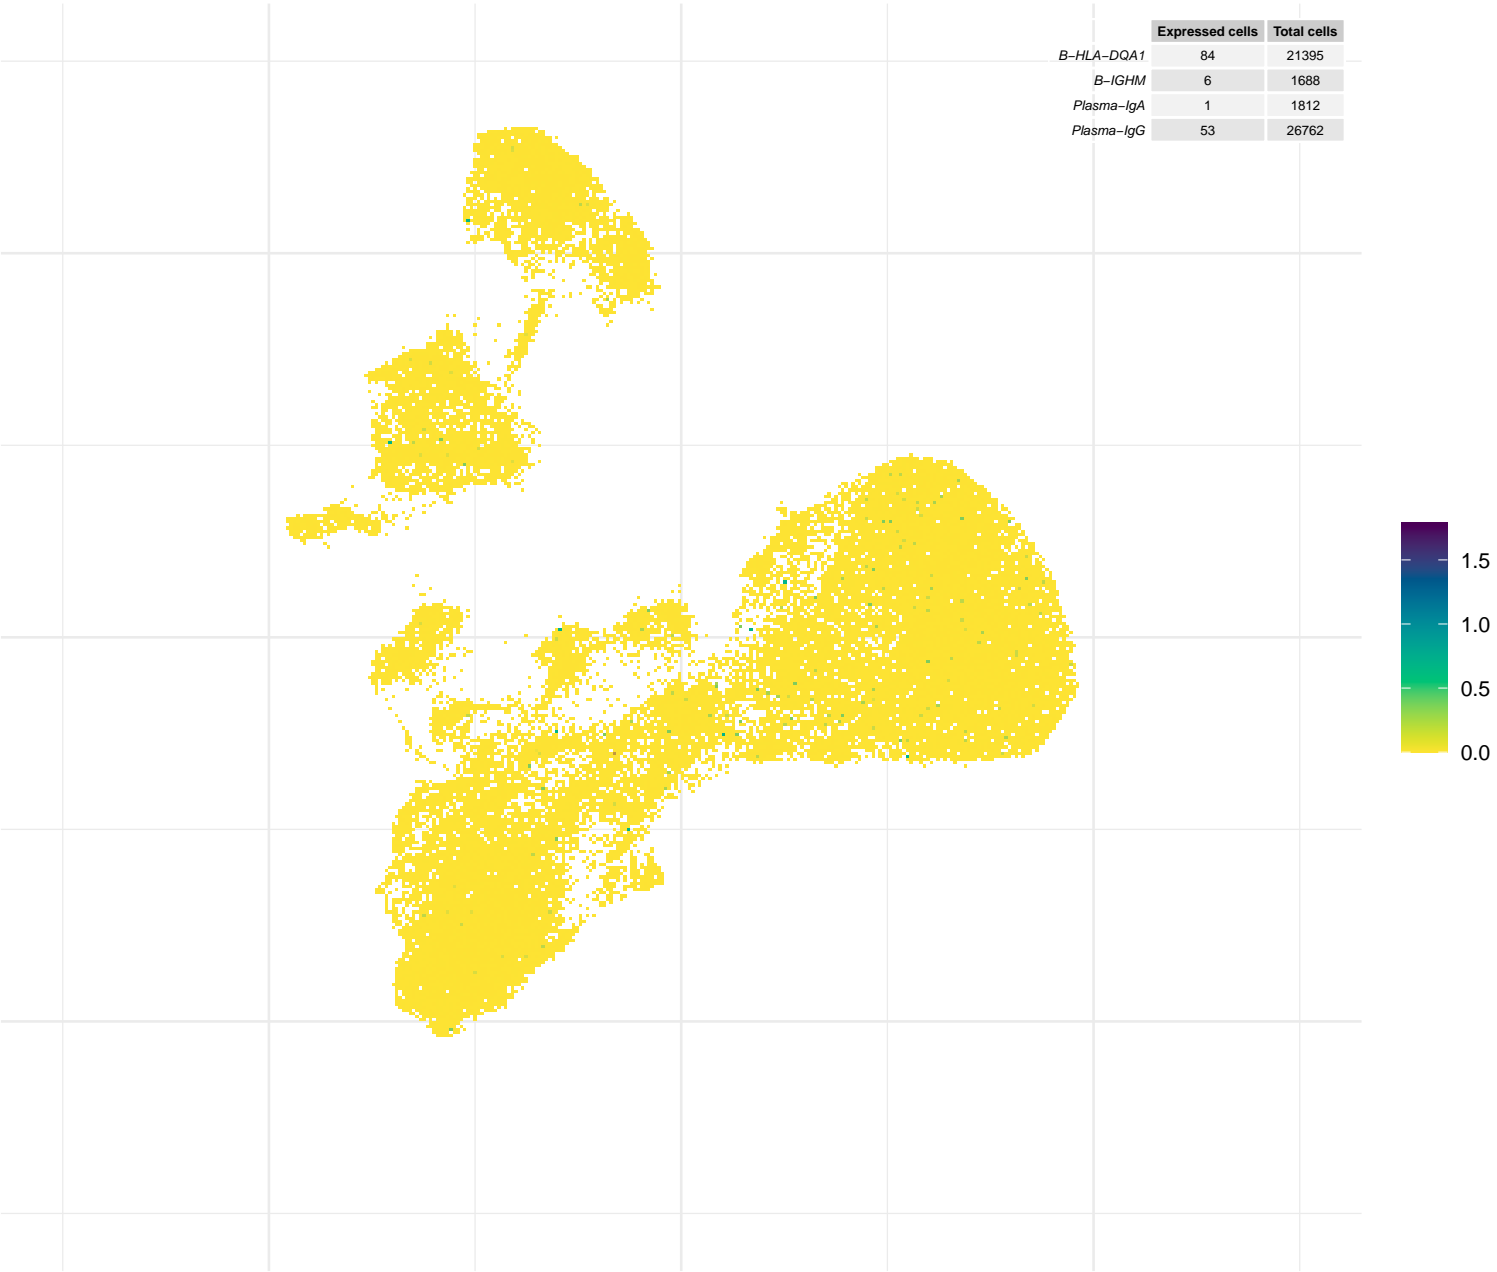 Expressed cells Total cells
B−HLA−DQA1 84 21395
B−IGHM 6 1688
Plasma−IgA 1 1812
Plasma−IgG 53 26762
1.5
1.0
0.5
0.0